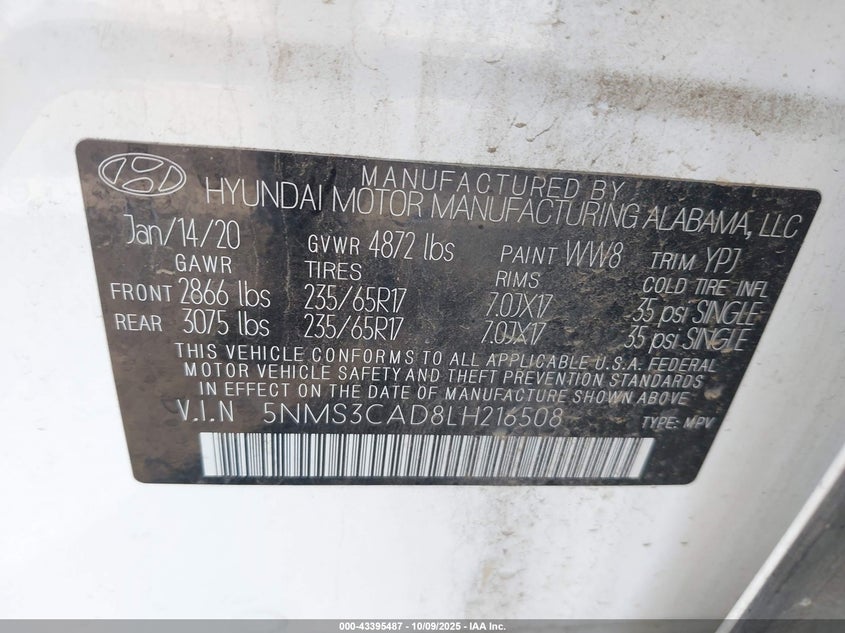 MANUFACTURED BY
HYUNDAI MOTOR MANUFACTURING ALABAMA, LLC
Jan/14/20 GVWR 4872 lbs PAINT WW8 TRIM YPJ
GAWR TIRES RIMS COLD TIRE INFL
FRONT 2866 lbs 235/65R17 7.0JX17 35 psi SINGLE
REAR 3075 lbs 235/65R17 7.0JX17 35 psi SINGLE
THIS VEHICLE CONFORMS TO ALL APPLICABLE U.S.A. FEDERAL
MOTOR VEHICLE SAFETY AND THEFT PREVENTION STANDARDS
IN EFFECT ON THE DATE OF MANUFACTURE SHOWN ABOVE
V.I.N 5NMS3CAD8LH216508 TYPE: MPV
000-43395487 - 10/09/2025 - IAA Inc.